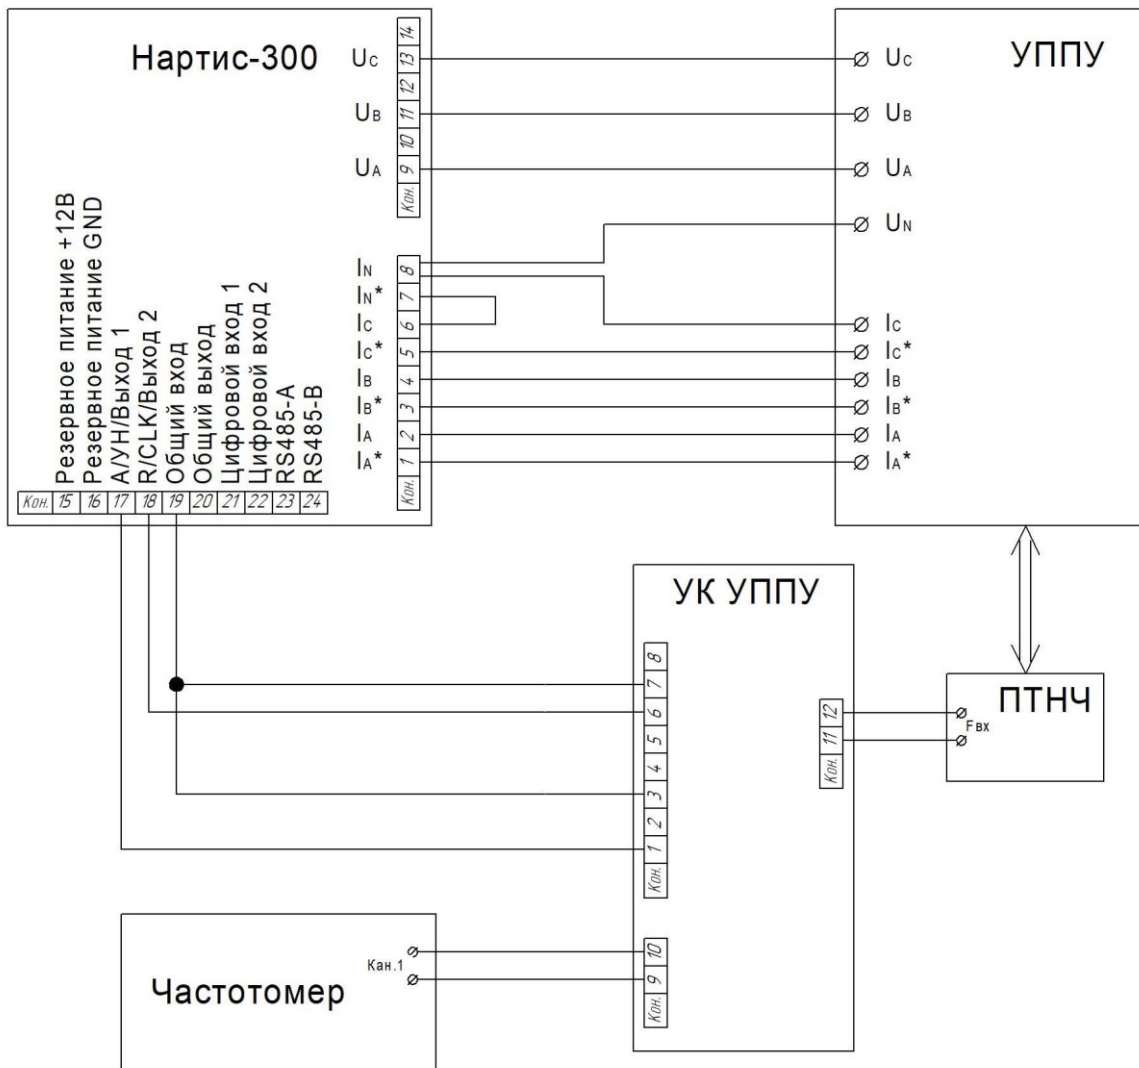 Нартис-300
UC
UB
UA
14
13
12
11
10
9
Кон.
IN
IN*
IC
IC*
IB
IB*
IA
IA*
8
7
6
5
4
3
2
1
Кон.
Резервное питание +12В
Резервное питание GND
А/УН/Выход 1
R/CLK/Выход 2
Общий вход
Общий выход
Цифровой вход 1
Цифровой вход 2
RS485-А
RS485-В
Кон. 15 16 17 18 19 20 21 22 23 24
УППУ
UC
UB
UA
UN
IC
IC*
IB
IB*
IA
IA*
УК УППУ
8
7
6
5
4
3
2
1
Кон.
10
9
Кон.
12
11
Кон.
ПТНЧ
Fвх
Частотомер
Кан.1